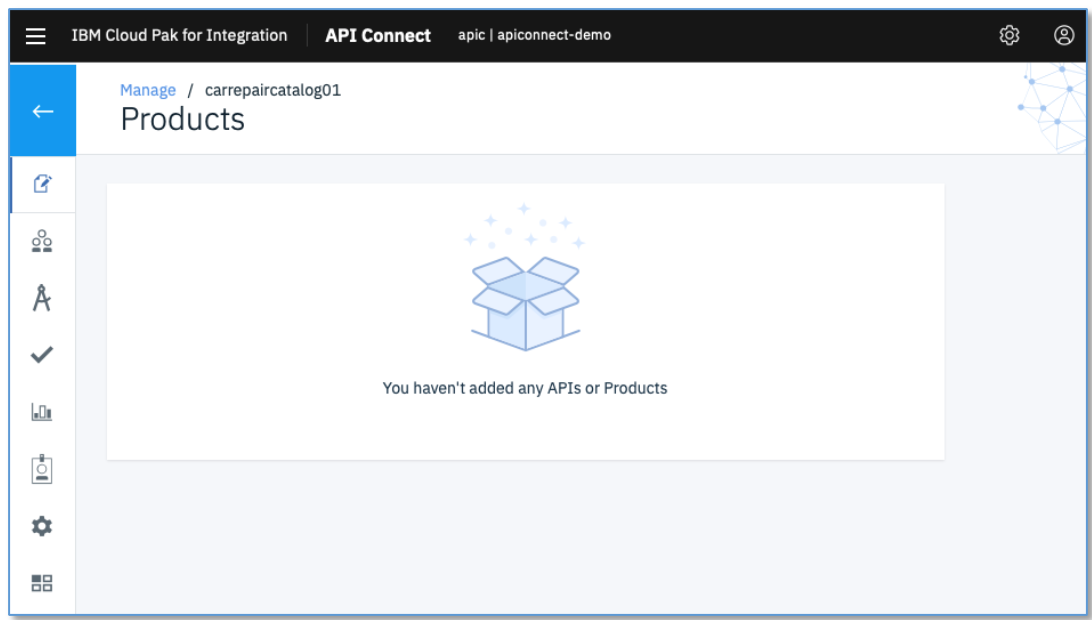 IBM Cloud Pak for Integration API Connect apic | apiconnect-demo
Manage / carrepaircatalog01
Products
You haven't added any APIs or Products